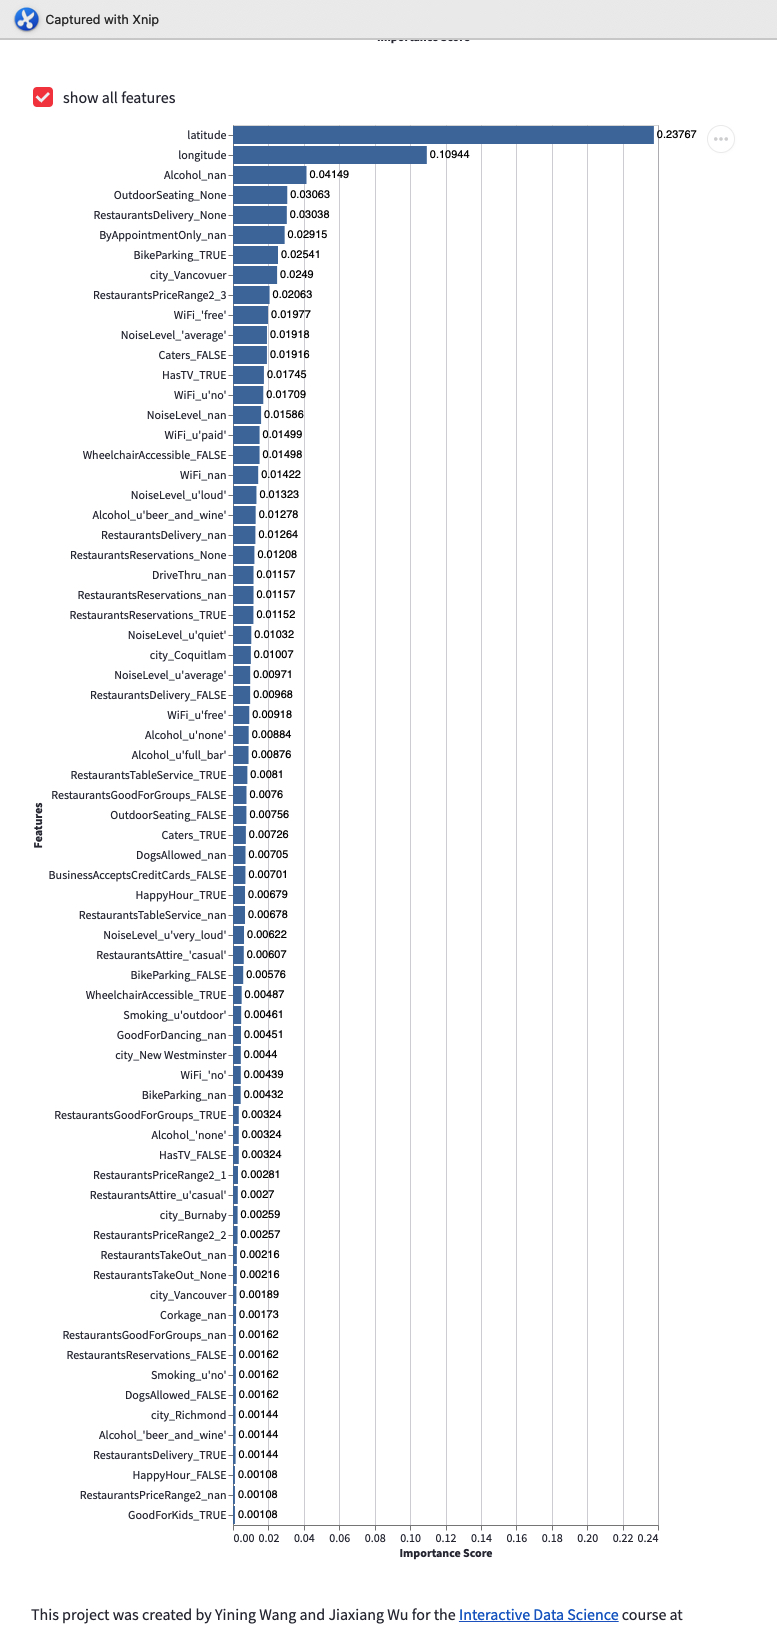 Captured with Xnip
Importance Score
show all features
latitude 0.23767
longitude 0.10944
Alcohol_nan 0.04149
OutdoorSeating_None 0.03063
RestaurantsDelivery_None 0.03038
ByAppointmentOnly_nan 0.02915
BikeParking_TRUE 0.02541
city_Vancovuer 0.0249
RestaurantsPriceRange2_3 0.02063
WiFi_'free' 0.01977
NoiseLevel_'average' 0.01918
Caters_FALSE 0.01916
HasTV_TRUE 0.01745
WiFi_u'no' 0.01709
NoiseLevel_nan 0.01586
WiFi_u'paid' 0.01499
WheelchairAccessible_FALSE 0.01498
WiFi_nan 0.01422
NoiseLevel_u'loud' 0.01323
Alcohol_u'beer_and_wine' 0.01278
RestaurantsDelivery_nan 0.01264
RestaurantsReservations_None 0.01208
DriveThru_nan 0.01157
RestaurantsReservations_nan 0.01157
RestaurantsReservations_TRUE 0.01152
NoiseLevel_u'quiet' 0.01032
city_Coquitlam 0.01007
NoiseLevel_u'average' 0.00971
RestaurantsDelivery_FALSE 0.00968
WiFi_u'free' 0.00918
Alcohol_u'none' 0.00884
Alcohol_u'full_bar' 0.00876
RestaurantsTableService_TRUE 0.0081
RestaurantsGoodForGroups_FALSE 0.0076
OutdoorSeating_FALSE 0.00756
Caters_TRUE 0.00726
DogsAllowed_nan 0.00705
BusinessAcceptsCreditCards_FALSE 0.00701
HappyHour_TRUE 0.00679
RestaurantsTableService_nan 0.00678
NoiseLevel_u'very_loud' 0.00622
RestaurantsAttire_'casual' 0.00607
BikeParking_FALSE 0.00576
WheelchairAccessible_TRUE 0.00487
Smoking_u'outdoor' 0.00461
GoodForDancing_nan 0.00451
city_New Westminster 0.0044
WiFi_'no' 0.00439
BikeParking_nan 0.00432
RestaurantsGoodForGroups_TRUE 0.00324
Alcohol_'none' 0.00324
HasTV_FALSE 0.00324
RestaurantsPriceRange2_1 0.00281
RestaurantsAttire_u'casual' 0.0027
city_Burnaby 0.00259
RestaurantsPriceRange2_2 0.00257
RestaurantsTakeOut_nan 0.00216
RestaurantsTakeOut_None 0.00216
city_Vancouver 0.00189
Corkage_nan 0.00173
RestaurantsGoodForGroups_nan 0.00162
RestaurantsReservations_FALSE 0.00162
Smoking_u'no' 0.00162
DogsAllowed_FALSE 0.00162
city_Richmond 0.00144
Alcohol_'beer_and_wine' 0.00144
RestaurantsDelivery_TRUE 0.00144
HappyHour_FALSE 0.00108
RestaurantsPriceRange2_nan 0.00108
GoodForKids_TRUE 0.00108
Features
0.00 0.02 0.04 0.06 0.08 0.10 0.12 0.14 0.16 0.18 0.20 0.22 0.24
Importance Score
This project was created by Yining Wang and Jiaxiang Wu for the Interactive Data Science course at